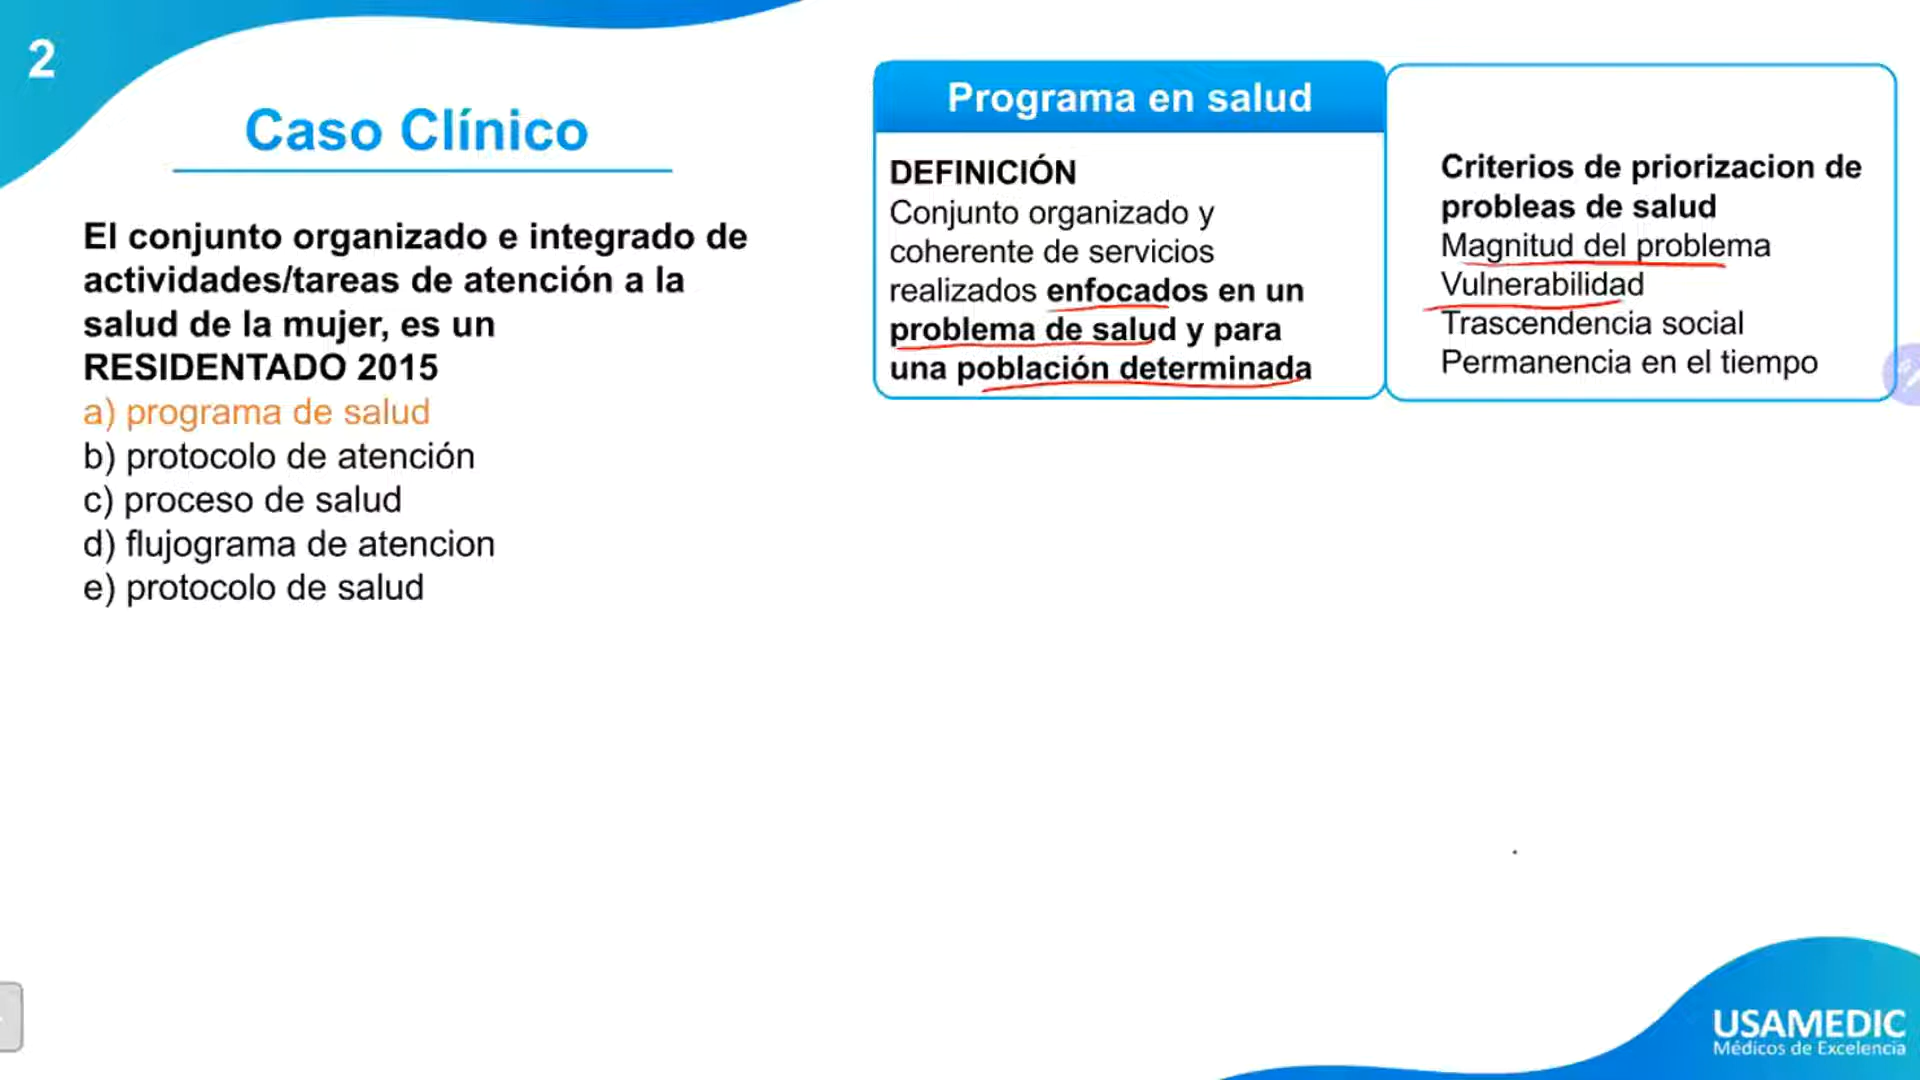 2
Caso Clínico
El conjunto organizado e integrado de
actividades/tareas de atención a la
salud de la mujer, es un
RESIDENTADO 2015
a) programa de salud
b) protocolo de atención
c) proceso de salud
d) flujograma de atencion
e) protocolo de salud
Programa en salud
DEFINICIÓN
Conjunto organizado y
coherente de servicios
realizados enfocados en un
problema de salud y para
una población determinada
Criterios de priorizacion de
probleas de salud
Magnitud del problema
Vulnerabilidad
Trascendencia social
Permanencia en el tiempo
USAMEDIC
Médicos de Excelencia